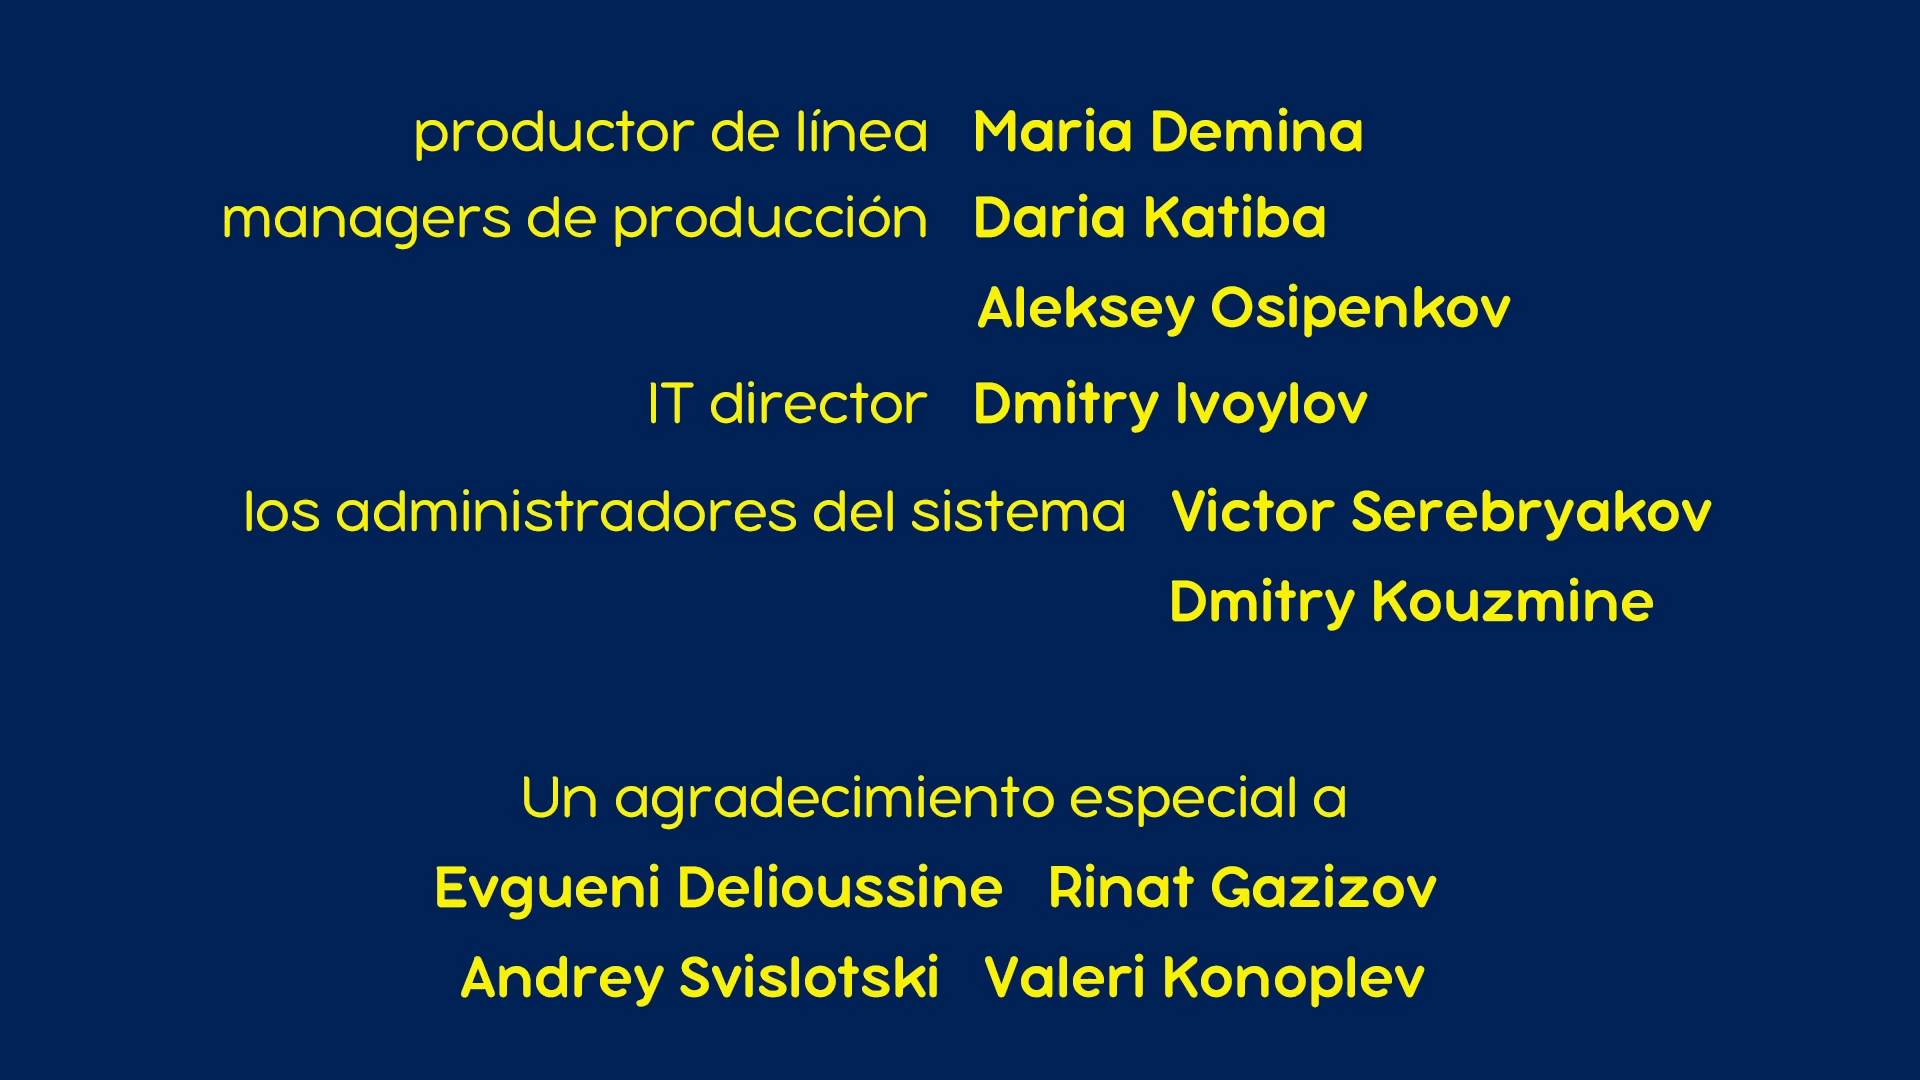 productor de línea Maria Demina
managers de producción Daria Katiba
Aleksey Osipenkov
IT director Dmitry Ivoylov
los administradores del sistema Victor Serebryakov
Dmitry Kouzmine
Un agradecimiento especial a
Evgueni Delioussine Rinat Gazizov
Andrey Svislotski Valeri Konoplev